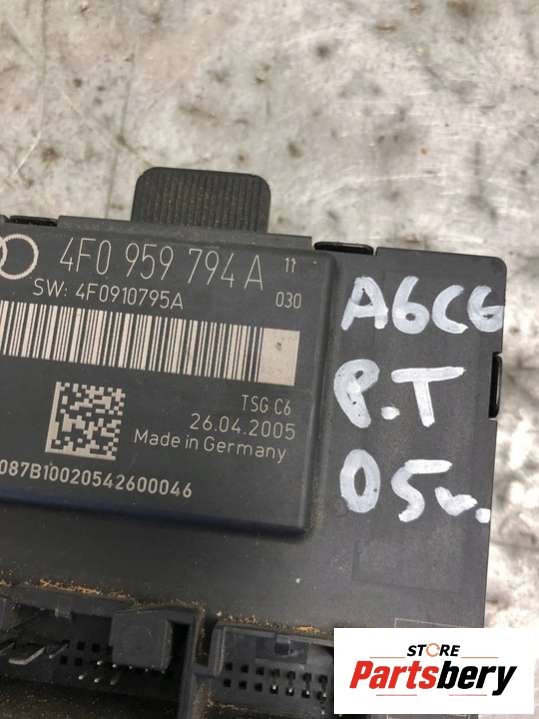 4F0 959 794 A 11
SW: 4F0910795A 030
TSG C6
26.04.2005
Made in Germany
087B10020542600046
A6C6
P.T
05r.
STORE
Partsbery